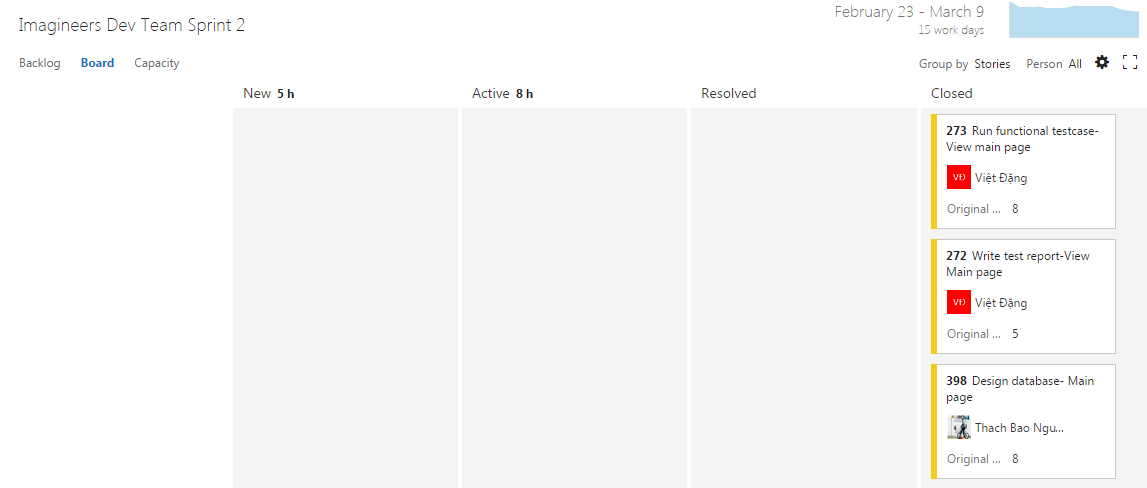 Imagineers Dev Team Sprint 2
February 23 - March 9
15 work days
Backlog Board Capacity
Group by Stories Person All
New 5 h Active 8 h Resolved Closed
273 Run functional testcase-
View main page
VĐ Việt Đặng
Original ... 8
272 Write test report-View
Main page
VĐ Việt Đặng
Original ... 5
398 Design database- Main
page
Thach Bao Ngu...
Original ... 8